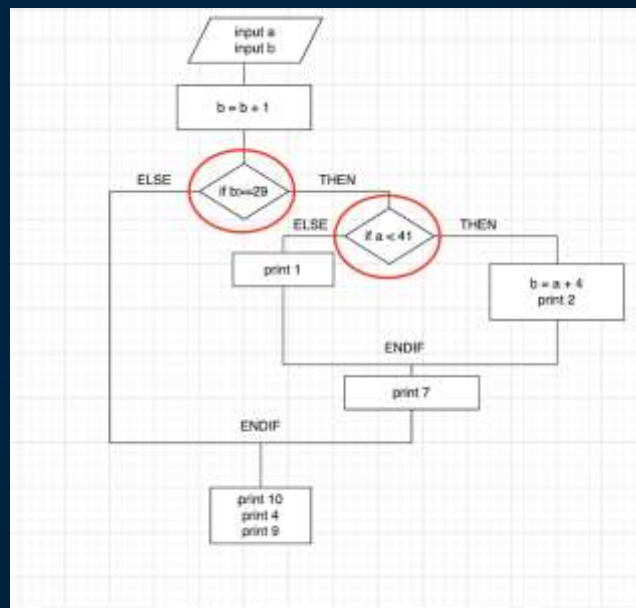 input a
input b
b = b + 1
ELSE
THEN
if b>=29
ELSE
THEN
if a < 41
print 1
b = a + 4
print 2
ENDIF
print 7
ENDIF
print 10
print 4
print 9